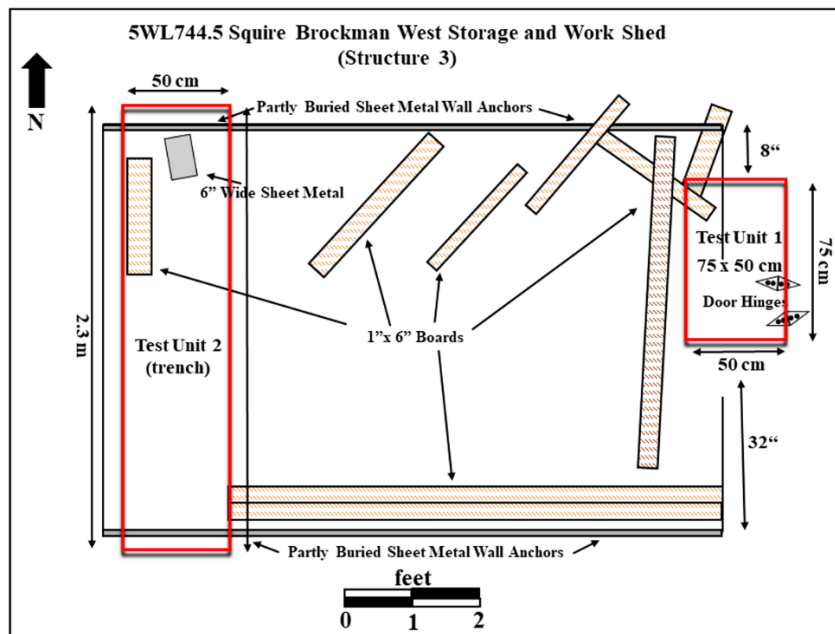 5WL744.5 Squire Brockman West Storage and Work Shed
(Structure 3)
N
50 cm
Partly Buried Sheet Metal Wall Anchors
8“
6” Wide Sheet Metal
Test Unit 1
75 x 50 cm
75 cm
Door Hinges
2.3 m
Test Unit 2
(trench)
1”x 6” Boards
50 cm
32“
Partly Buried Sheet Metal Wall Anchors
feet
0 1 2